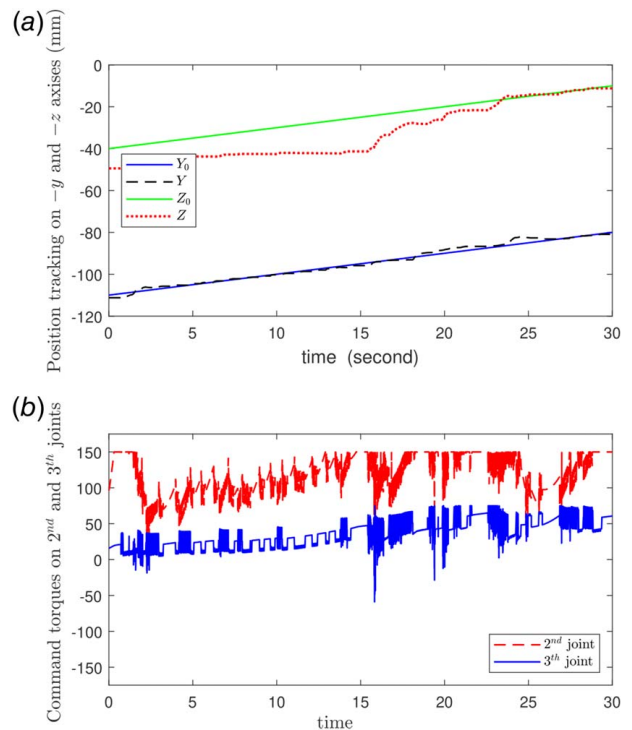 (a)
Position tracking on −y and −z axises (mm)
0
-20
-40
-60
-80
-100
-120
Y₀
Y
Z₀
Z
0 5 10 15 20 25 30
time (second)
(b)
Command torques on 2ⁿᵈ and 3ᵗʰ joints
150
100
50
0
-50
-100
-150
2ⁿᵈ joint
3ᵗʰ joint
0 5 10 15 20 25 30
time